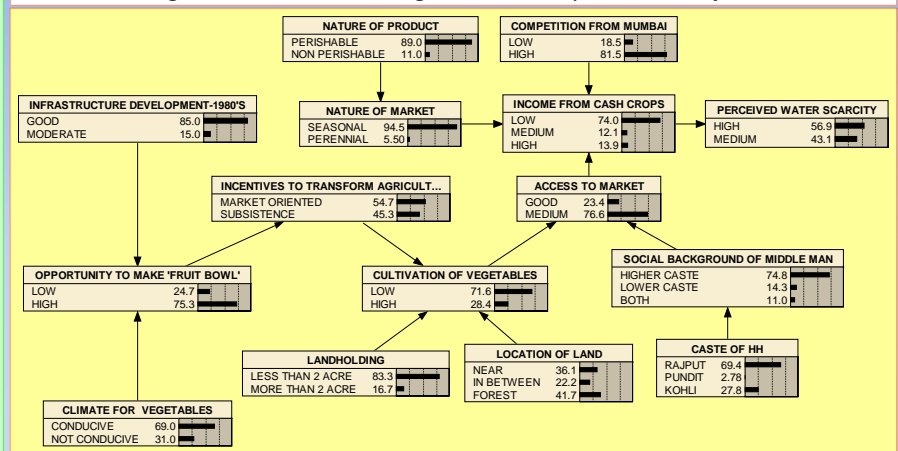 NATURE OF PRODUCT
PERISHABLE 89.0
NON PERISHABLE 11.0
COMPETITION FROM MUMBAI
LOW 18.5
HIGH 81.5
INFRASTRUCTURE DEVELOPMENT-1980'S
GOOD 85.0
MODERATE 15.0
NATURE OF MARKET
SEASONAL 94.5
PERENNIAL 5.50
INCOME FROM CASH CROPS
LOW 74.0
MEDIUM 12.1
HIGH 13.9
PERCEIVED WATER SCARCITY
HIGH 56.9
MEDIUM 43.1
INCENTIVES TO TRANSFORM AGRICULT...
MARKET ORIENTED 54.7
SUBSISTENCE 45.3
ACCESS TO MARKET
GOOD 23.4
MEDIUM 76.6
OPPORTUNITY TO MAKE 'FRUIT BOWL'
LOW 24.7
HIGH 75.3
CULTIVATION OF VEGETABLES
LOW 71.6
HIGH 28.4
SOCIAL BACKGROUND OF MIDDLE MAN
HIGHER CASTE 74.8
LOWER CASTE 14.3
BOTH 11.0
LANDHOLDING
LESS THAN 2 ACRE 83.3
MORE THAN 2 ACRE 16.7
LOCATION OF LAND
NEAR 36.1
IN BETWEEN 22.2
FOREST 41.7
CASTE OF HH
RAJPUT 69.4
PUNDIT 2.78
KOHLI 27.8
CLIMATE FOR VEGETABLES
CONDUCIVE 69.0
NOT CONDUCIVE 31.0